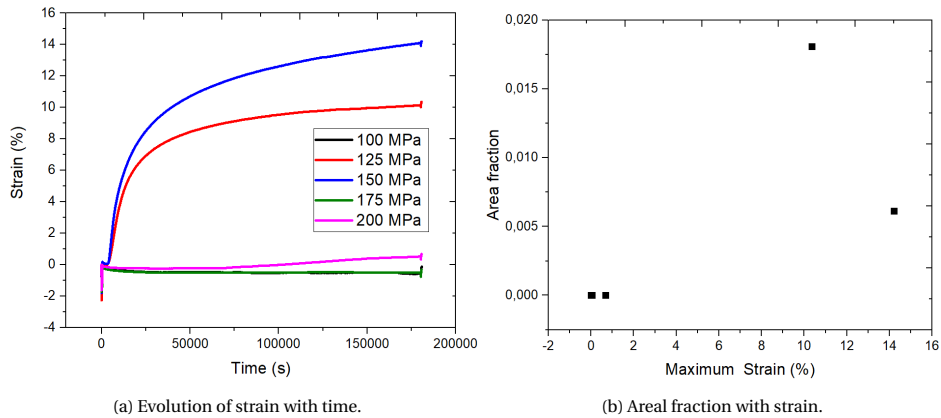 16
14
12
10
8
6
4
2
0
-2
-4
Strain (%)
0
50000
100000
150000
200000
Time (s)
100 MPa
125 MPa
150 MPa
175 MPa
200 MPa
(a) Evolution of strain with time.
0,020
0,015
0,010
0,005
0,000
Area fraction
-2
0
2
4
6
8
10
12
14
16
Maximum Strain (%)
(b) Areal fraction with strain.